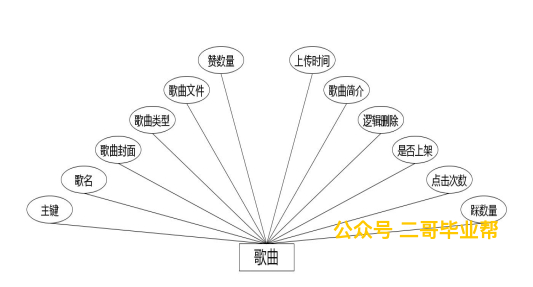 赞数量
上传时间
歌曲文件
歌曲简介
歌曲类型
逻辑删除
歌曲封面
是否上架
歌名
点击次数
主键
踩数量
公众号 二哥毕业帮
歌曲